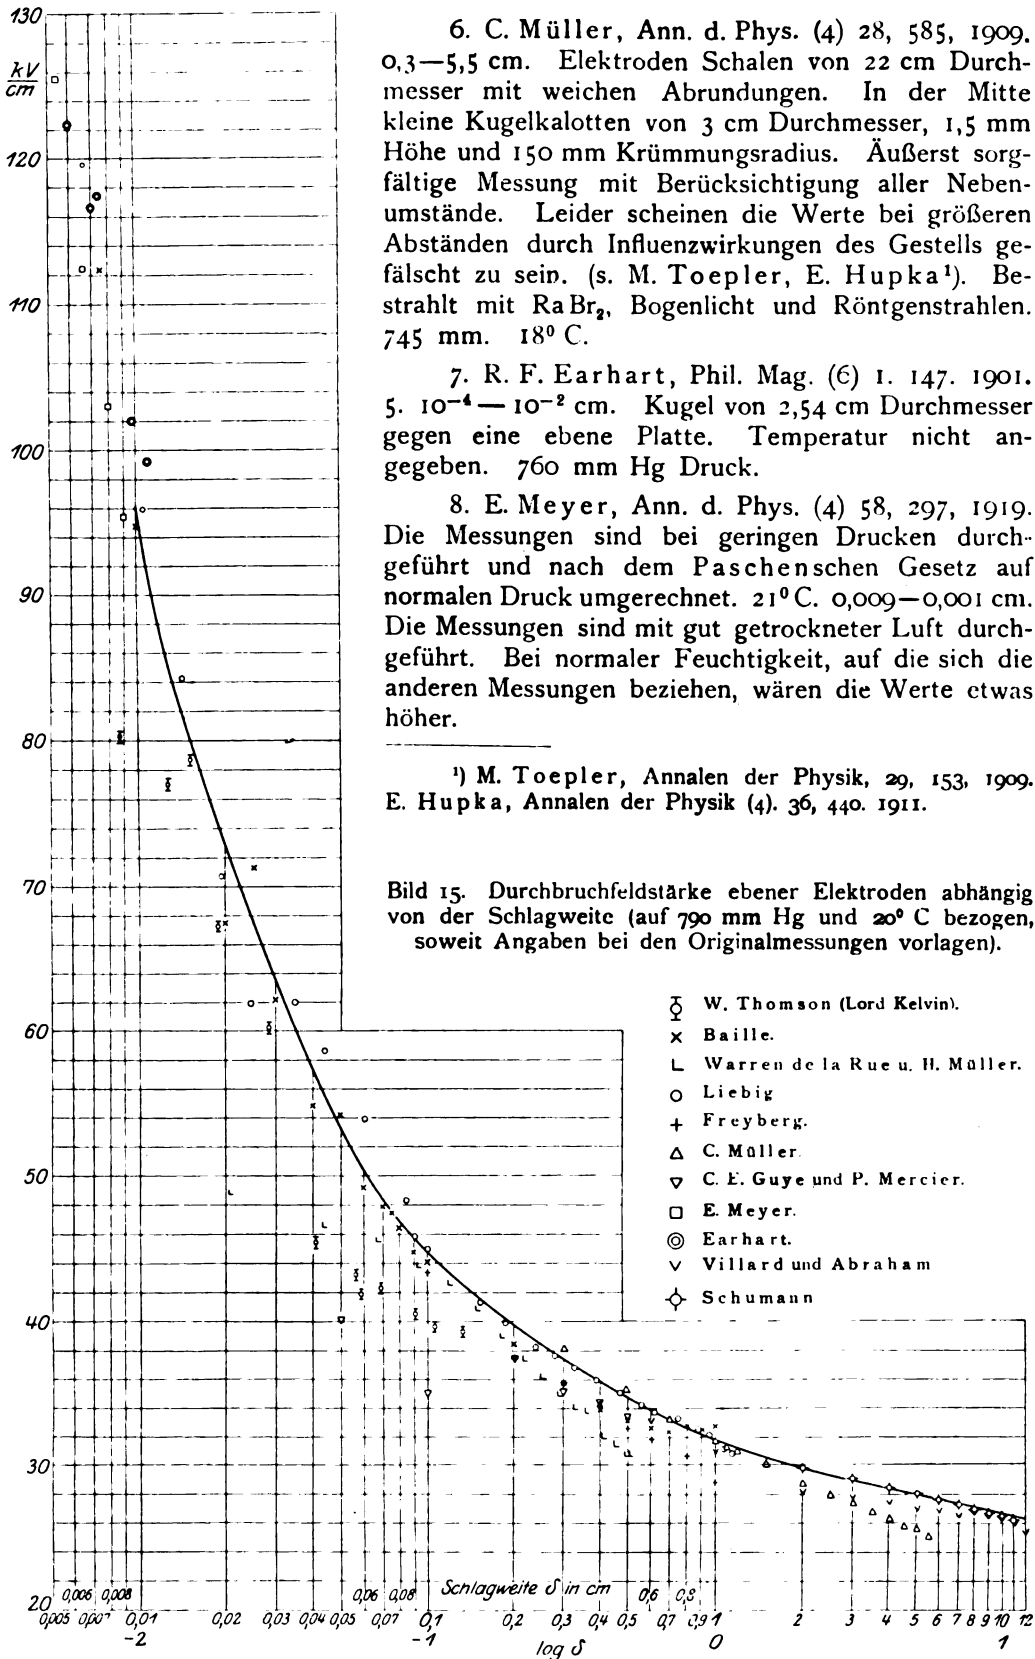 6. C. Müller, Ann. d. Phys. (4) 28, 585, 1909.
0,3—5,5 cm. Elektroden Schalen von 22 cm Durch-
messer mit weichen Abrundungen. In der Mitte
kleine Kugelkalotten von 3 cm Durchmesser, 1,5 mm
Höhe und 150 mm Krümmungsradius. Äußerst sorg-
fältige Messung mit Berücksichtigung aller Neben-
umstände. Leider scheinen die Werte bei größeren
Abständen durch Influenzwirkungen des Gestells ge-
fälscht zu sein. (s. M. Toepler, E. Hupka¹). Be-
strahlt mit RaBr₂, Bogenlicht und Röntgenstrahlen.
745 mm. 18⁰ C.
7. R. F. Earhart, Phil. Mag. (6) 1. 147. 1901.
5. 10⁻⁴ — 10⁻² cm. Kugel von 2,54 cm Durchmesser
gegen eine ebene Platte. Temperatur nicht an-
gegeben. 760 mm Hg Druck.
8. E. Meyer, Ann. d. Phys. (4) 58, 297, 1919.
Die Messungen sind bei geringen Drucken durch-
geführt und nach dem Paschenschen Gesetz auf
normalen Druck umgerechnet. 21⁰ C. 0,009—0,001 cm.
Die Messungen sind mit gut getrockneter Luft durch-
geführt. Bei normaler Feuchtigkeit, auf die sich die
anderen Messungen beziehen, wären die Werte etwas
höher.
¹) M. Toepler, Annalen der Physik, 29, 153, 1909.
E. Hupka, Annalen der Physik (4). 36, 440. 1911.
Bild 15. Durchbruchfeldstärke ebener Elektroden abhängig
von der Schlagweite (auf 790 mm Hg und 20⁰ C bezogen,
soweit Angaben bei den Originalmessungen vorlagen).
W. Thomson (Lord Kelvin).
Baille.
Warren de la Rue u. H. Müller.
Liebig
Freyberg.
C. Müller.
C. E. Guye und P. Mercier.
E. Meyer.
Earhart.
Villard und Abraham
Schumann
130
kV/cm
120
110
100
90
80
70
60
50
40
30
20
0,006 0,008 0,06 0,08 Schlagweite δ in cm 0,6 0,8
0,005 0,007 0,01 0,02 0,03 0,04 0,05 0,07 0,1 0,2 0,3 0,4 0,5 0,7 0,9 1 2 3 4 5 6 7 8 9 10 12
-2 -1 log δ 0 1